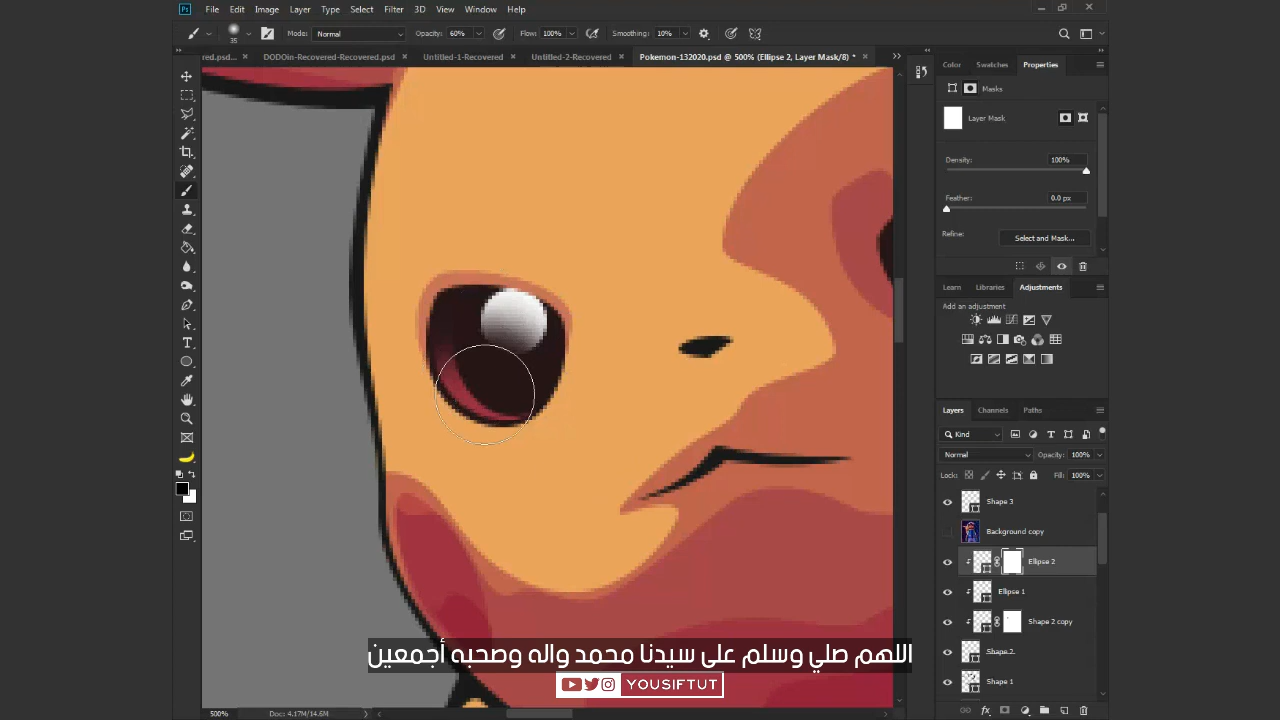 Ps File Edit Image Layer Type Select Filter 3D View Window Help
35 Mode: Normal Opacity: 60% Flow: 100% Smoothing: 10%
red.psd... × DODOin-Recovered-Recovered.psd × Untitled-1-Recovered × Untitled-2-Recovered × Pokemon-132020.psd @ 500% (Ellipse 2, Layer Mask/8) * ×
Color Swatches Properties
Masks
Layer Mask
Density: 100%
Feather: 0.0 px
Refine: Select and Mask...
Learn Libraries Adjustments
Add an adjustment
Layers Channels Paths
Kind
Normal Opacity: 100%
Lock: Fill: 100%
Shape 3
Background copy
Ellipse 2
Ellipse 1
Shape 2 copy
Shape 2
Shape 1
اللهم صلي وسلم على سيدنا محمد واله وصحبه أجمعين
YOUSIFTUT
500% Doc: 4.17M/14.6M